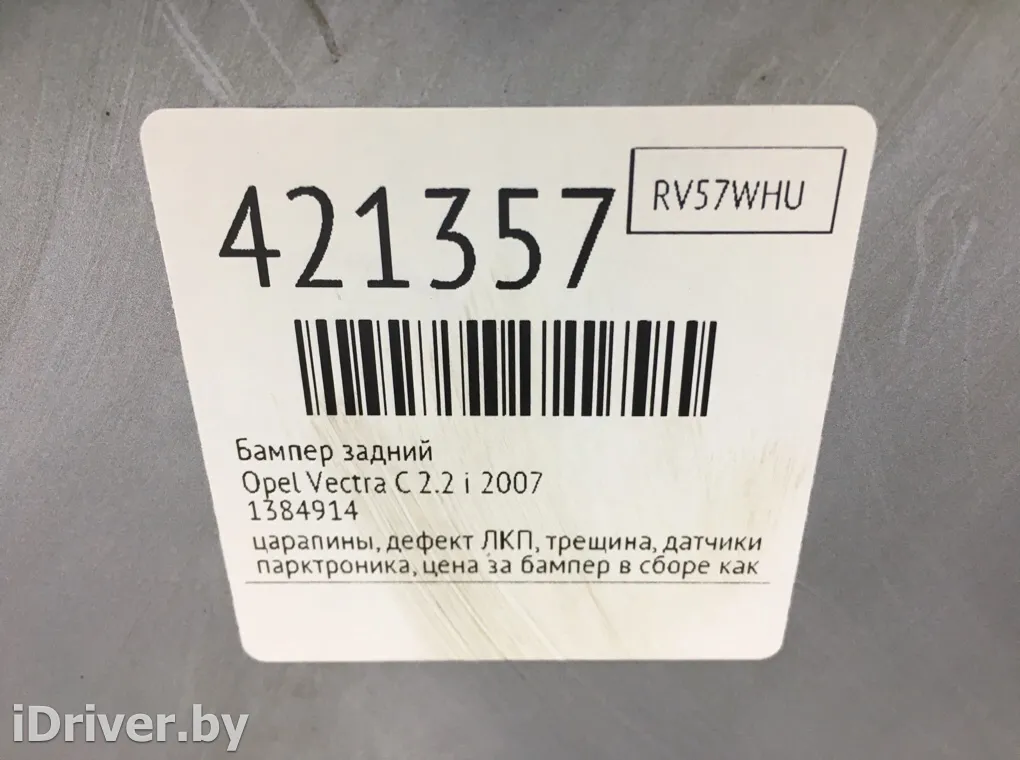 421357
RV57WHU
Бампер задний
Opel Vectra C 2.2 i 2007
1384914
царапины, дефект ЛКП, трещина, датчики
парктроника, цена за бампер в сборе как
iDriver.by